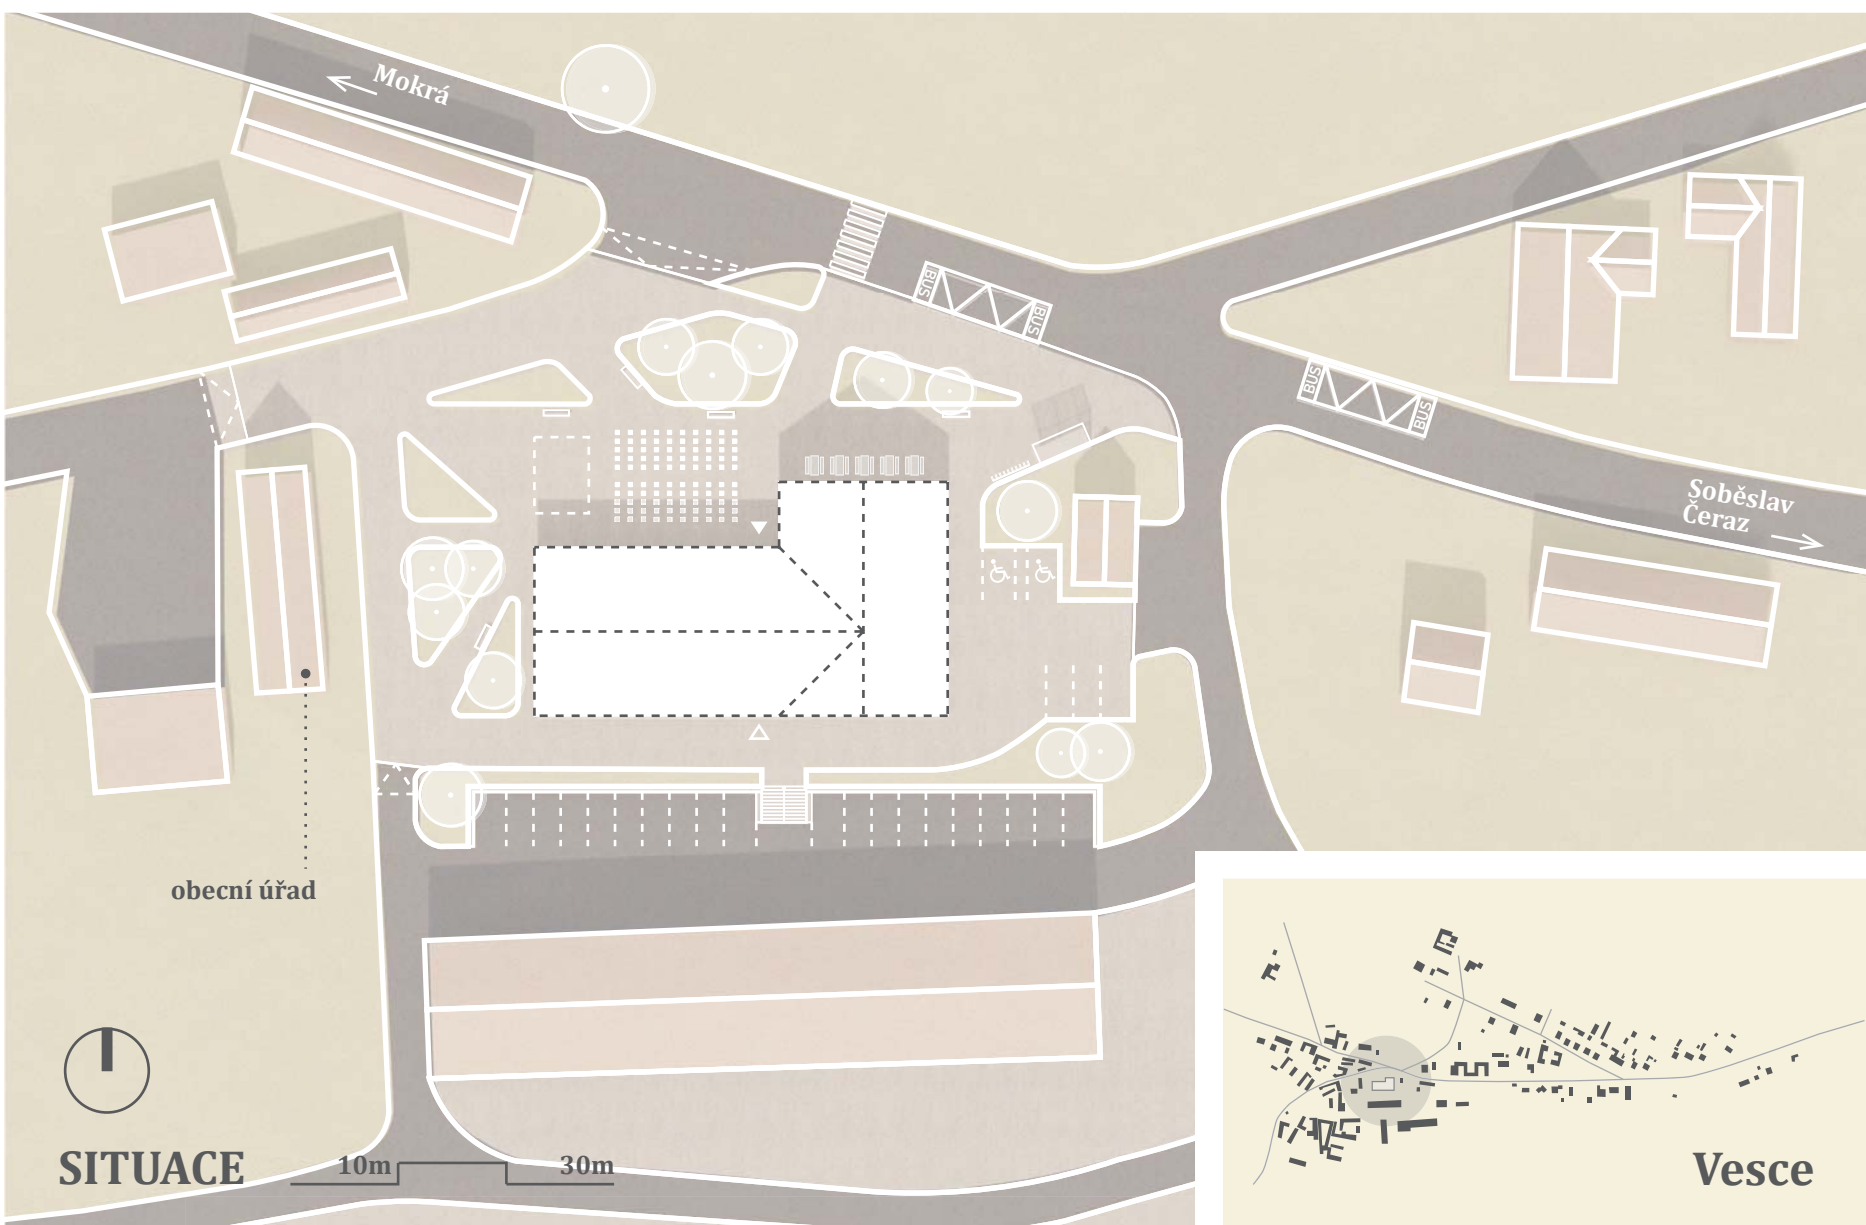 Mokrá
BUS
BUS
BUS
BUS
Soběslav
Čeraz
obecní úřad
SITUACE
10m
30m
Vesce